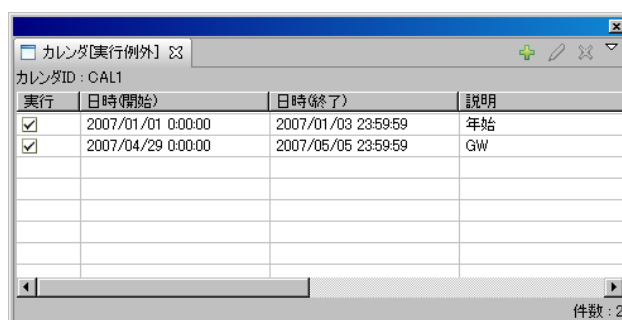 カレンダ[実行例外]
カレンダID : CAL1
実行 日時(開始) 日時(終了) 説明
2007/01/01 0:00:00 2007/01/03 23:59:59 年始
2007/04/29 0:00:00 2007/05/05 23:59:59 GW
件数 : 2